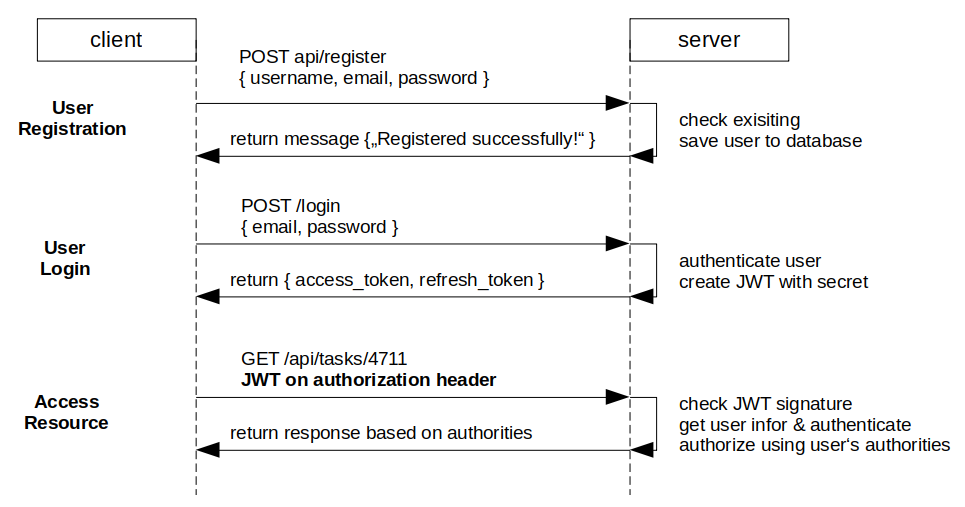 client
server
POST api/register
{ username, email, password }
User
Registration
return message {„Registered successfully!“ }
check exisiting
save user to database
POST /login
{ email, password }
User
Login
return { access_token, refresh_token }
authenticate user
create JWT with secret
GET /api/tasks/4711
JWT on authorization header
Access
Resource
return response based on authorities
check JWT signature
get user infor & authenticate
authorize using user‘s authorities